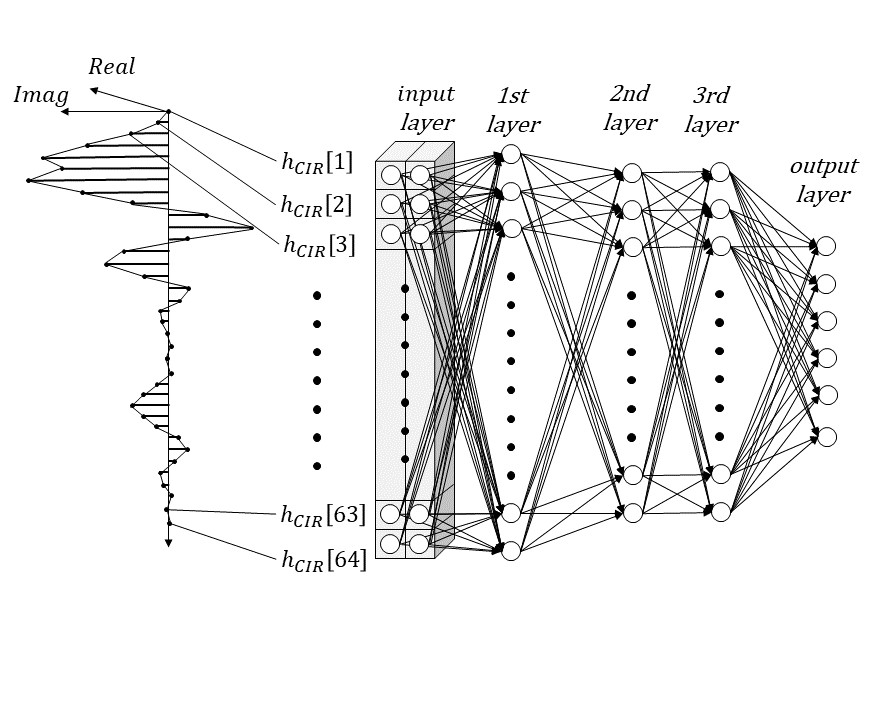 Real
Imag
input
layer
1st
layer
2nd
layer
3rd
layer
output
layer
h_{CIR}[1]
h_{CIR}[2]
h_{CIR}[3]
h_{CIR}[63]
h_{CIR}[64]